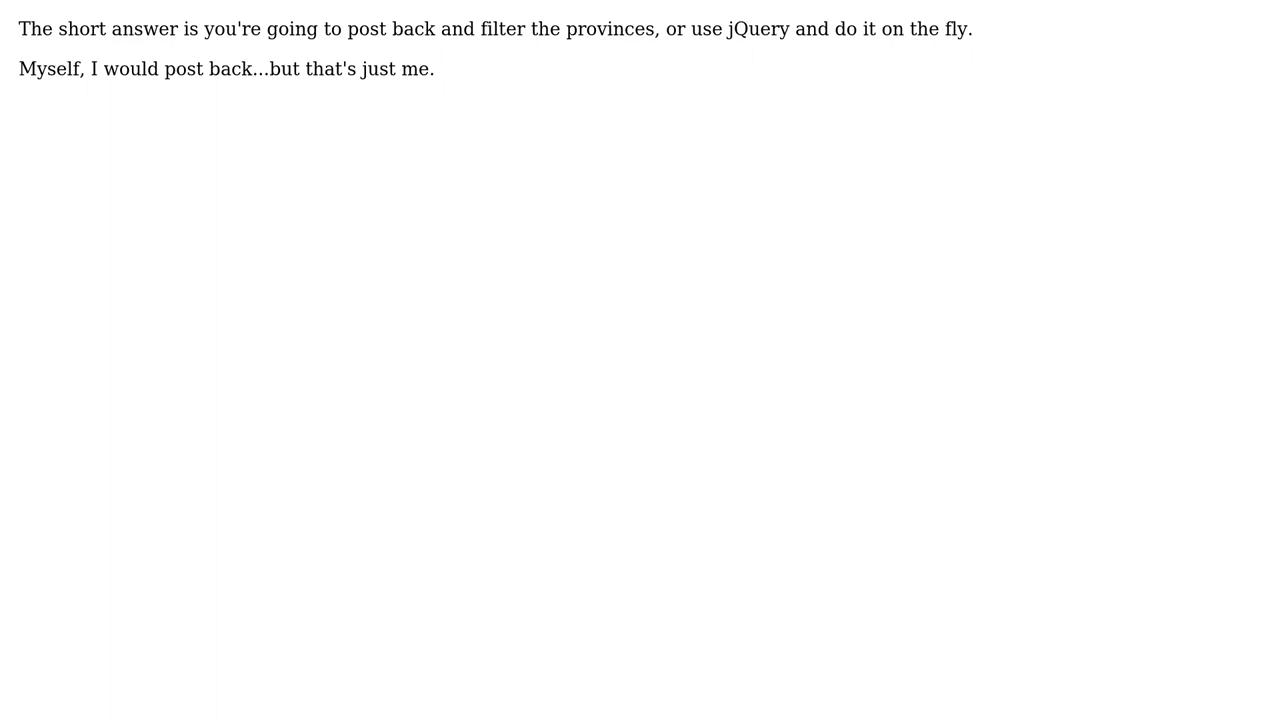 The short answer is you're going to post back and filter the provinces, or use jQuery and do it on the fly.
Myself, I would post back...but that's just me.